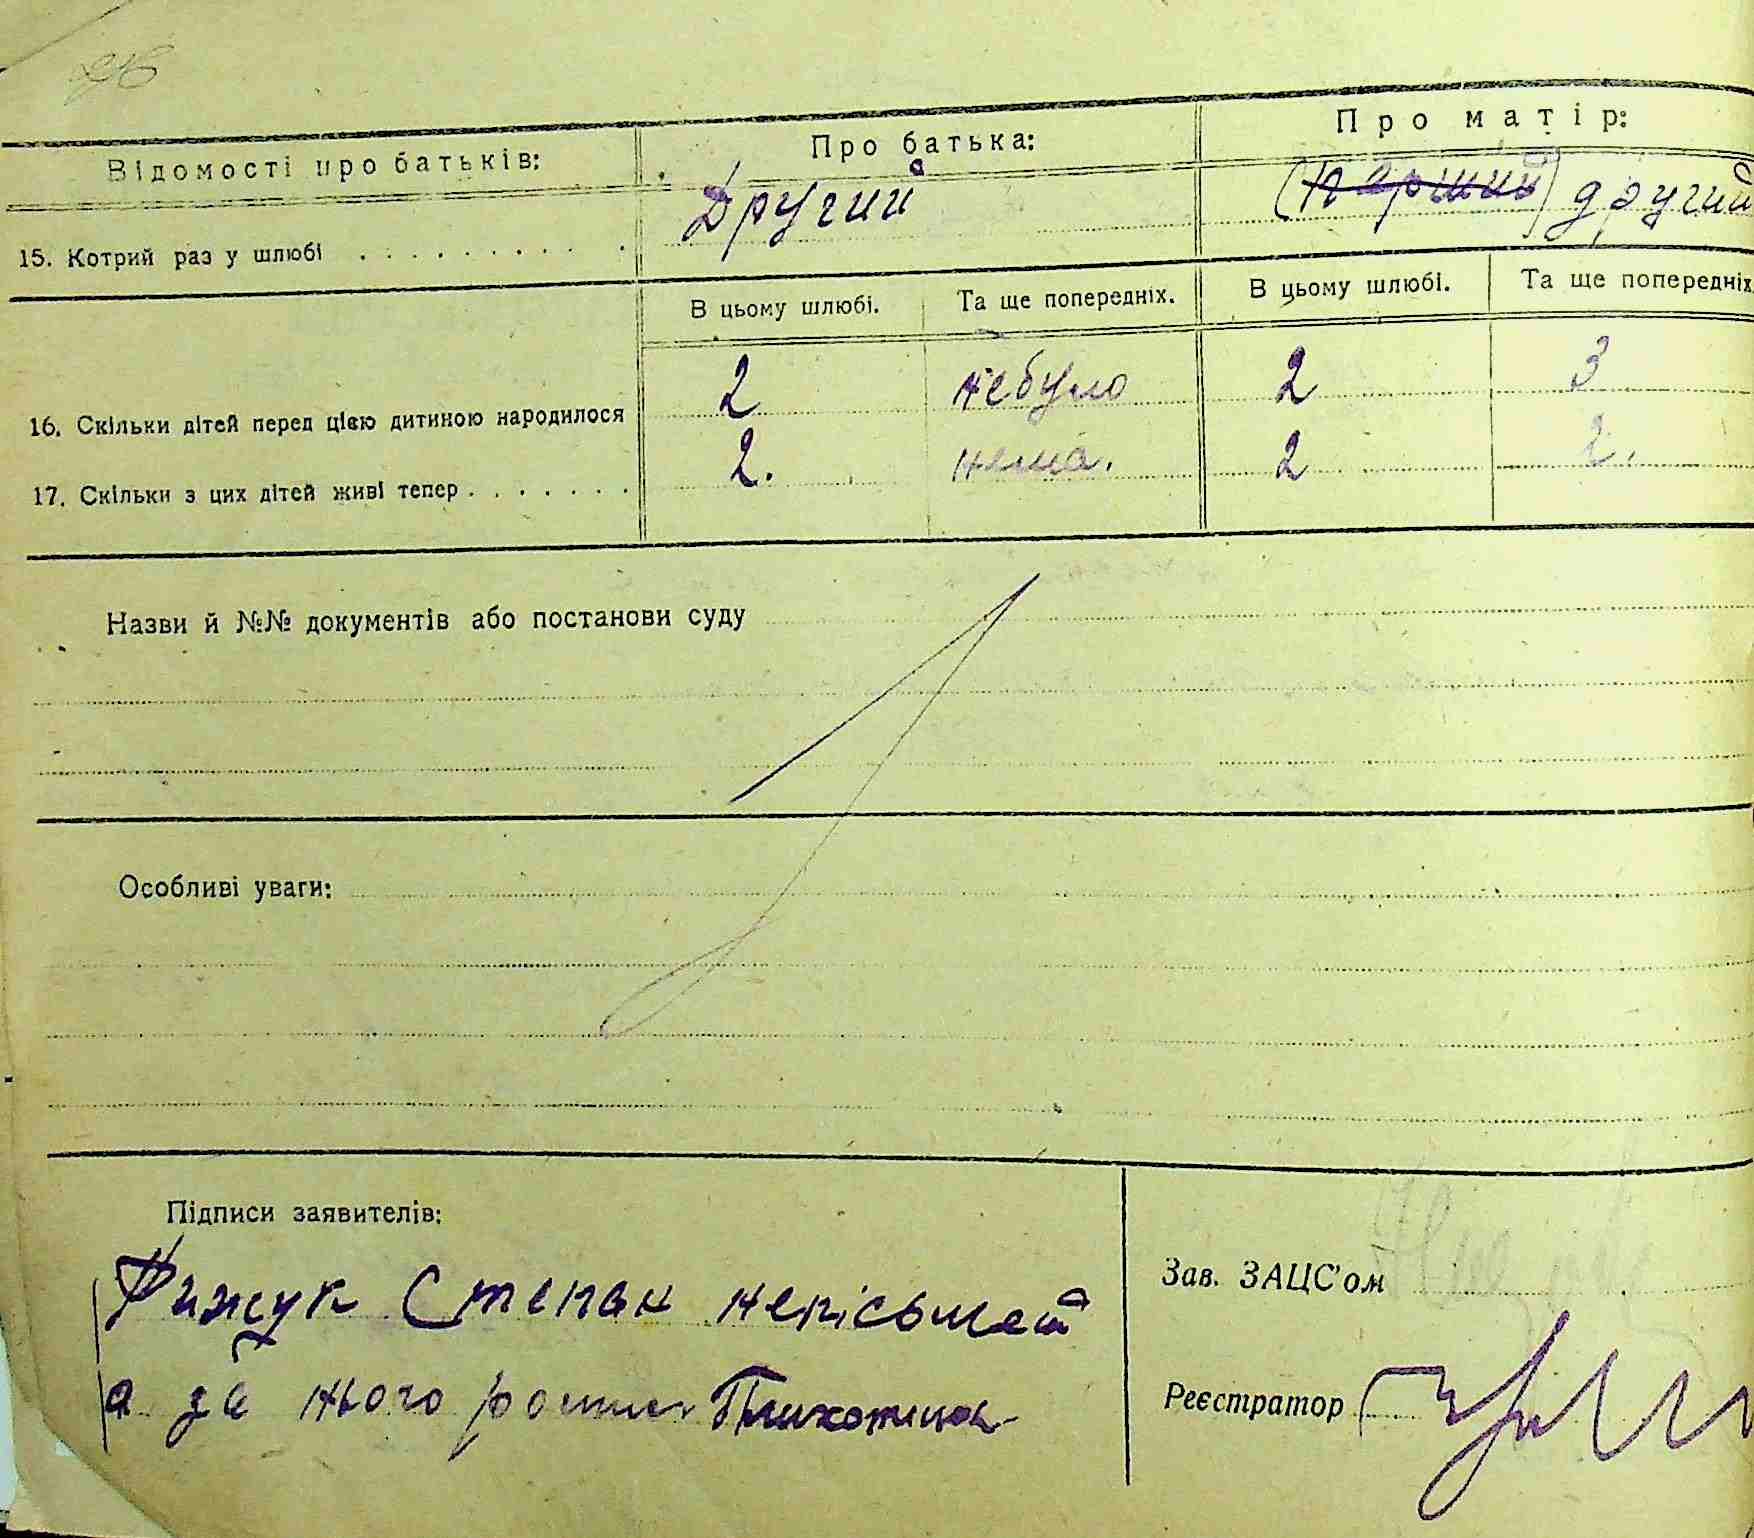 Відомості про батьків:
Про батька:
Про матір:
15. Котрий раз у шлюбі . . . . . . . . . .
Другий
(перший) другий
В цьому шлюбі.
Та ще попередніх.
В цьому шлюбі.
Та ще попередніх
16. Скільки дітей перед цією дитиною народилося
2
небуло
2
3
17. Скільки з цих дітей живі тепер . . . . . . .
2.
нема.
2
2.
Назви й №№ документів або постанови суду
Особливі уваги:
Підписи заявителів:
Рижук Степан
а за нього
Зав. ЗАЦС'ом
Реєстратор